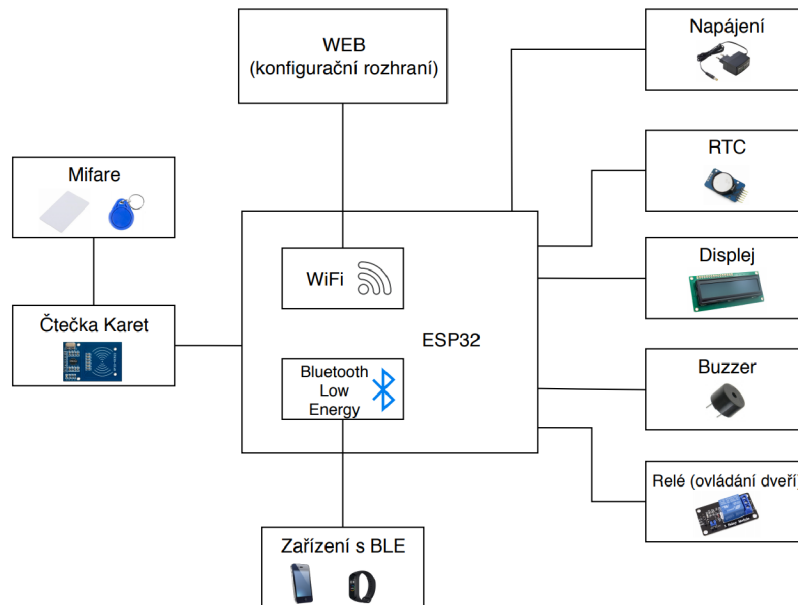 WEB
(konfigurační rozhraní)
Napájení
RTC
Mifare
Displej
WiFi
Čtečka Karet
ESP32
Bluetooth
Low
Energy
Buzzer
Relé (ovládání dveří)
Zařízení s BLE